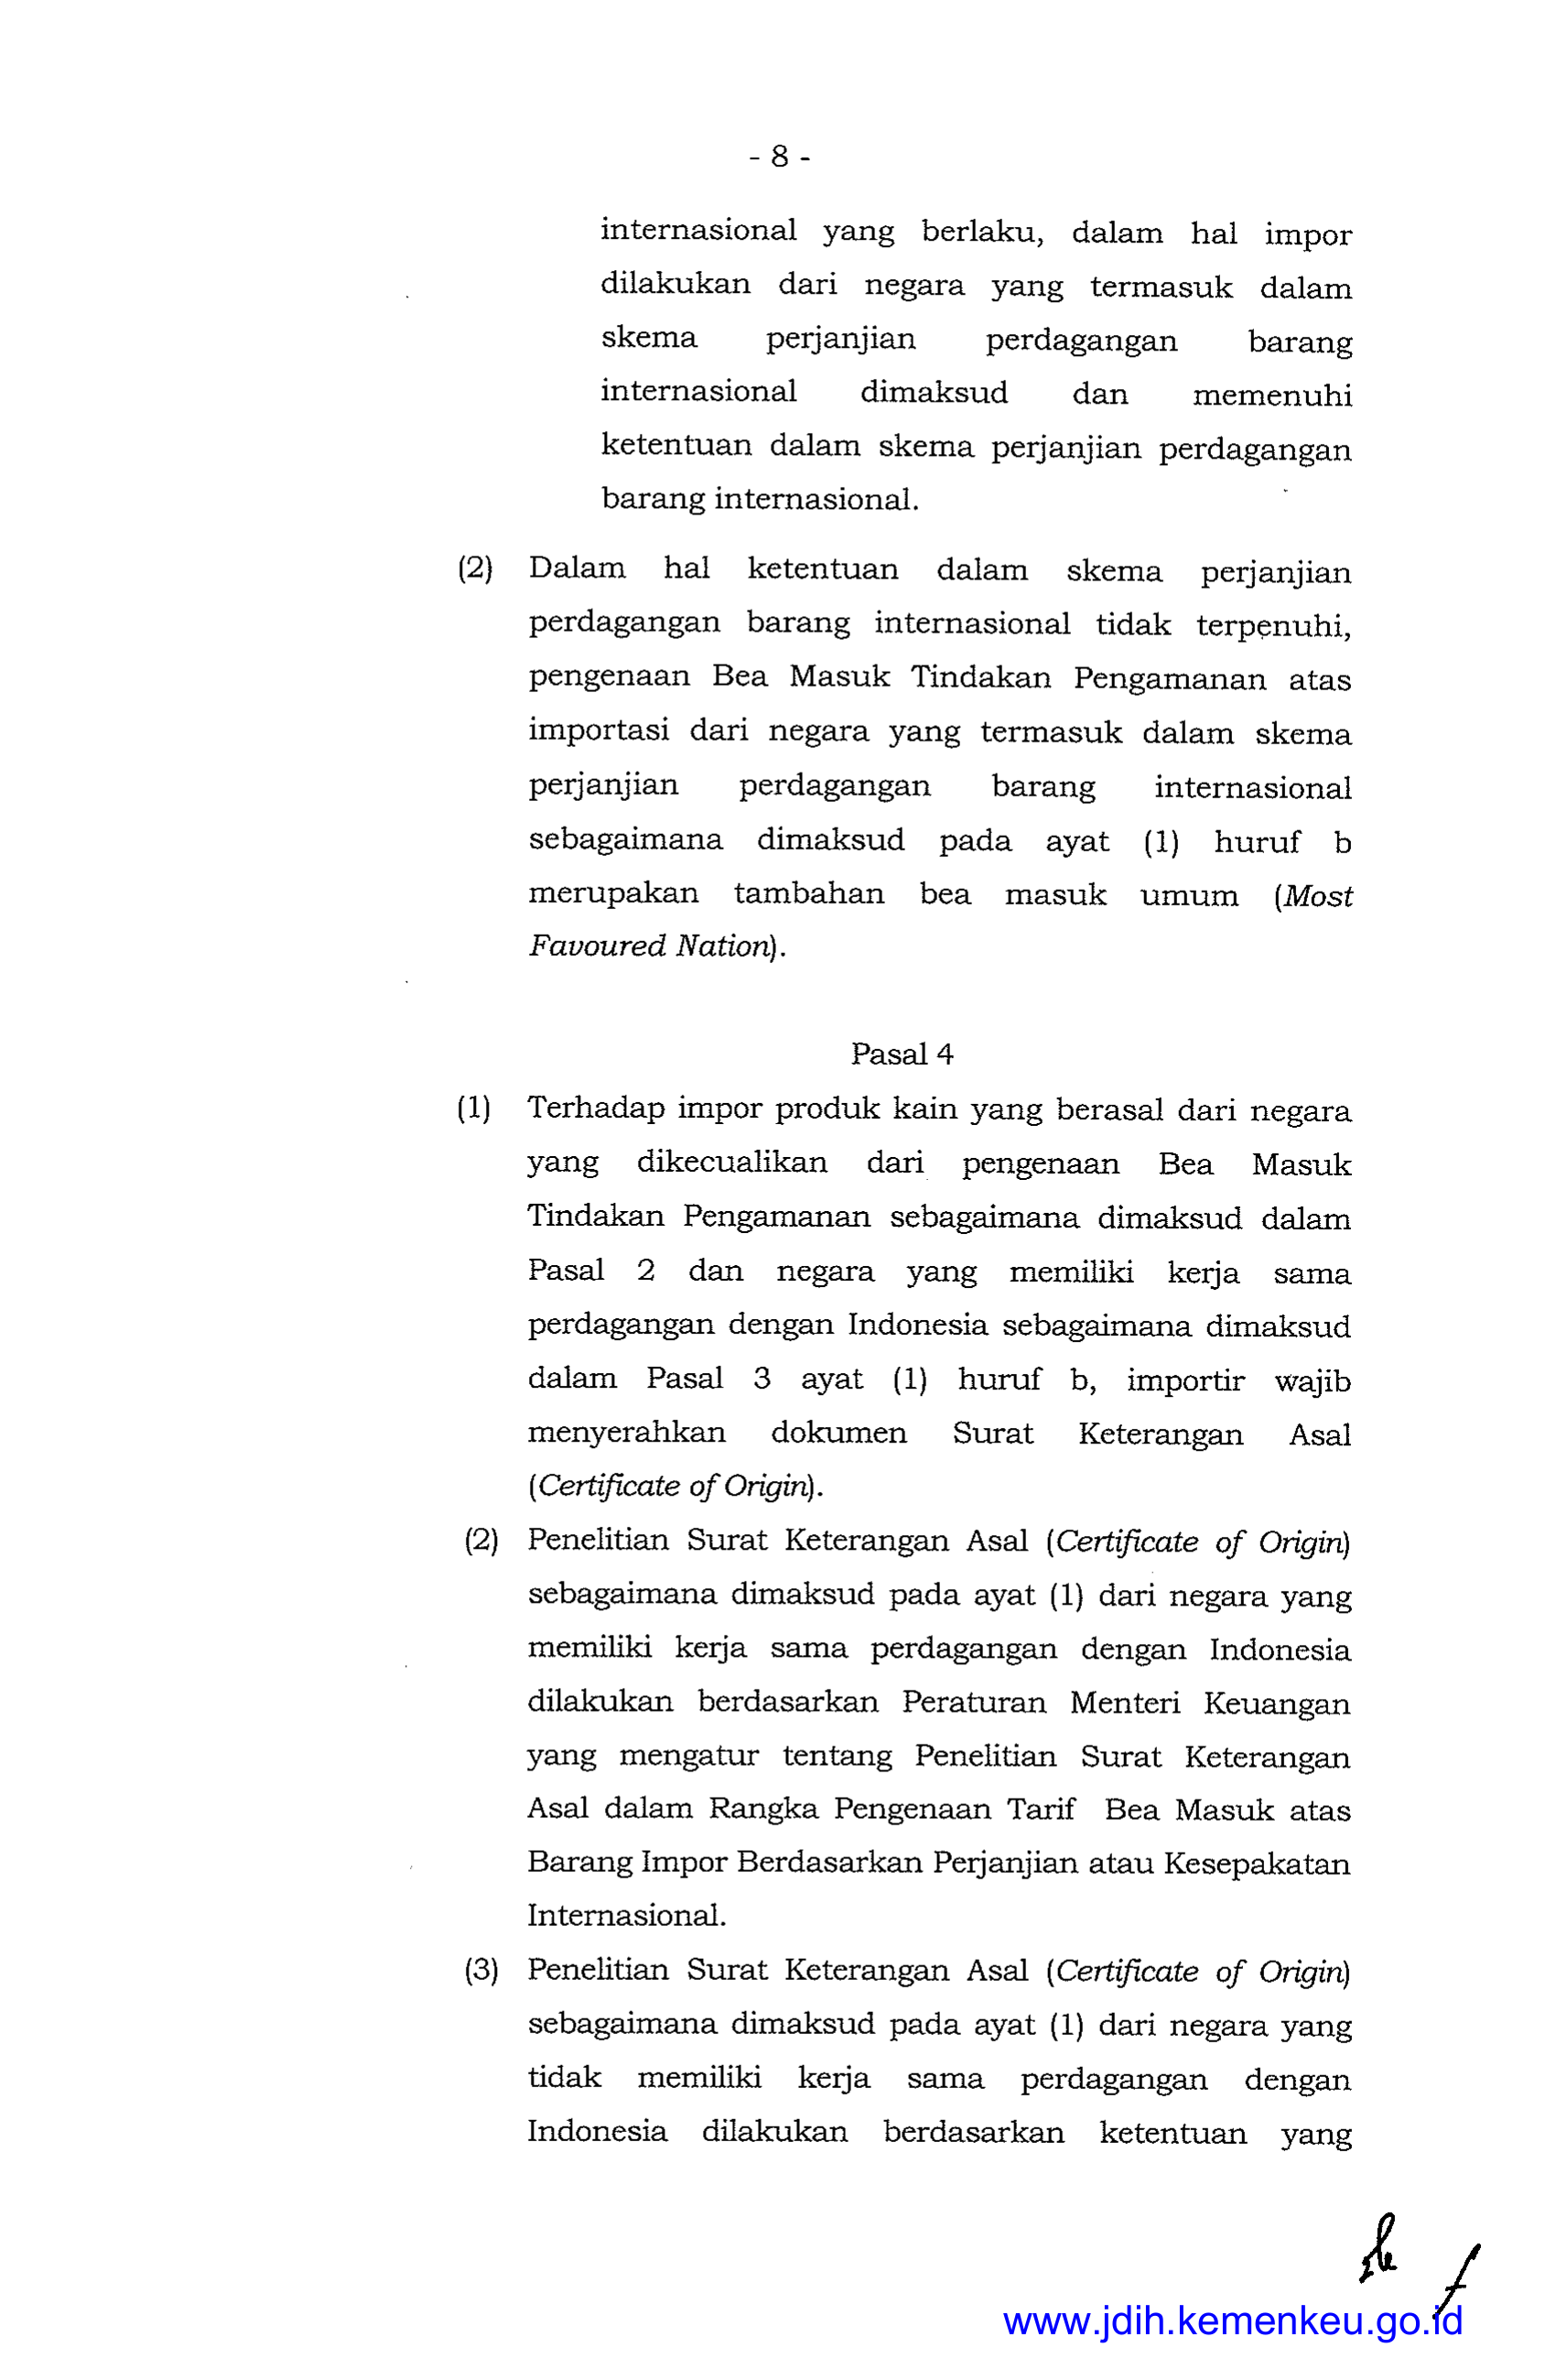 - 8 -
internasional yang berlaku, dalam hal impor
dilakukan dari negara yang termasuk dalam
skema perjanjian perdagangan barang
internasional dimaksud dan memenuhi
ketentuan dalam skema perjanjian perdagangan
barang internasional.
(2) Dalam hal ketentuan dalam skema perjanjian
perdagangan barang internasional tidak terpenuhi,
pengenaan Bea Masuk Tindakan Pengamanan atas
importasi dari negara yang termasuk dalam skema
perjanjian perdagangan barang internasional
sebagaimana dimaksud pada ayat (1) huruf b
merupakan tambahan bea masuk umum (Most
Favoured Nation).
Pasal 4
(1) Terhadap impor produk kain yang berasal dari negara
yang dikecualikan dari pengenaan Bea Masuk
Tindakan Pengamanan sebagaimana dimaksud dalam
Pasal 2 dan negara yang memiliki kerja sama
perdagangan dengan Indonesia sebagaimana dimaksud
dalam Pasal 3 ayat (1) huruf b, importir wajib
menyerahkan dokumen Surat Keterangan Asal
(Certificate of Origin).
(2) Penelitian Surat Keterangan Asal (Certificate of Origin)
sebagaimana dimaksud pada ayat (1) dari negara yang
memiliki kerja sama perdagangan dengan Indonesia
dilakukan berdasarkan Peraturan Menteri Keuangan
yang mengatur tentang Penelitian Surat Keterangan
Asal dalam Rangka Pengenaan Tarif Bea Masuk atas
Barang Impor Berdasarkan Perjanjian atau Kesepakatan
Internasional.
(3) Penelitian Surat Keterangan Asal (Certificate of Origin)
sebagaimana dimaksud pada ayat (1) dari negara yang
tidak memiliki kerja sama perdagangan dengan
Indonesia dilakukan berdasarkan ketentuan yang
www.jdih.kemenkeu.go.id